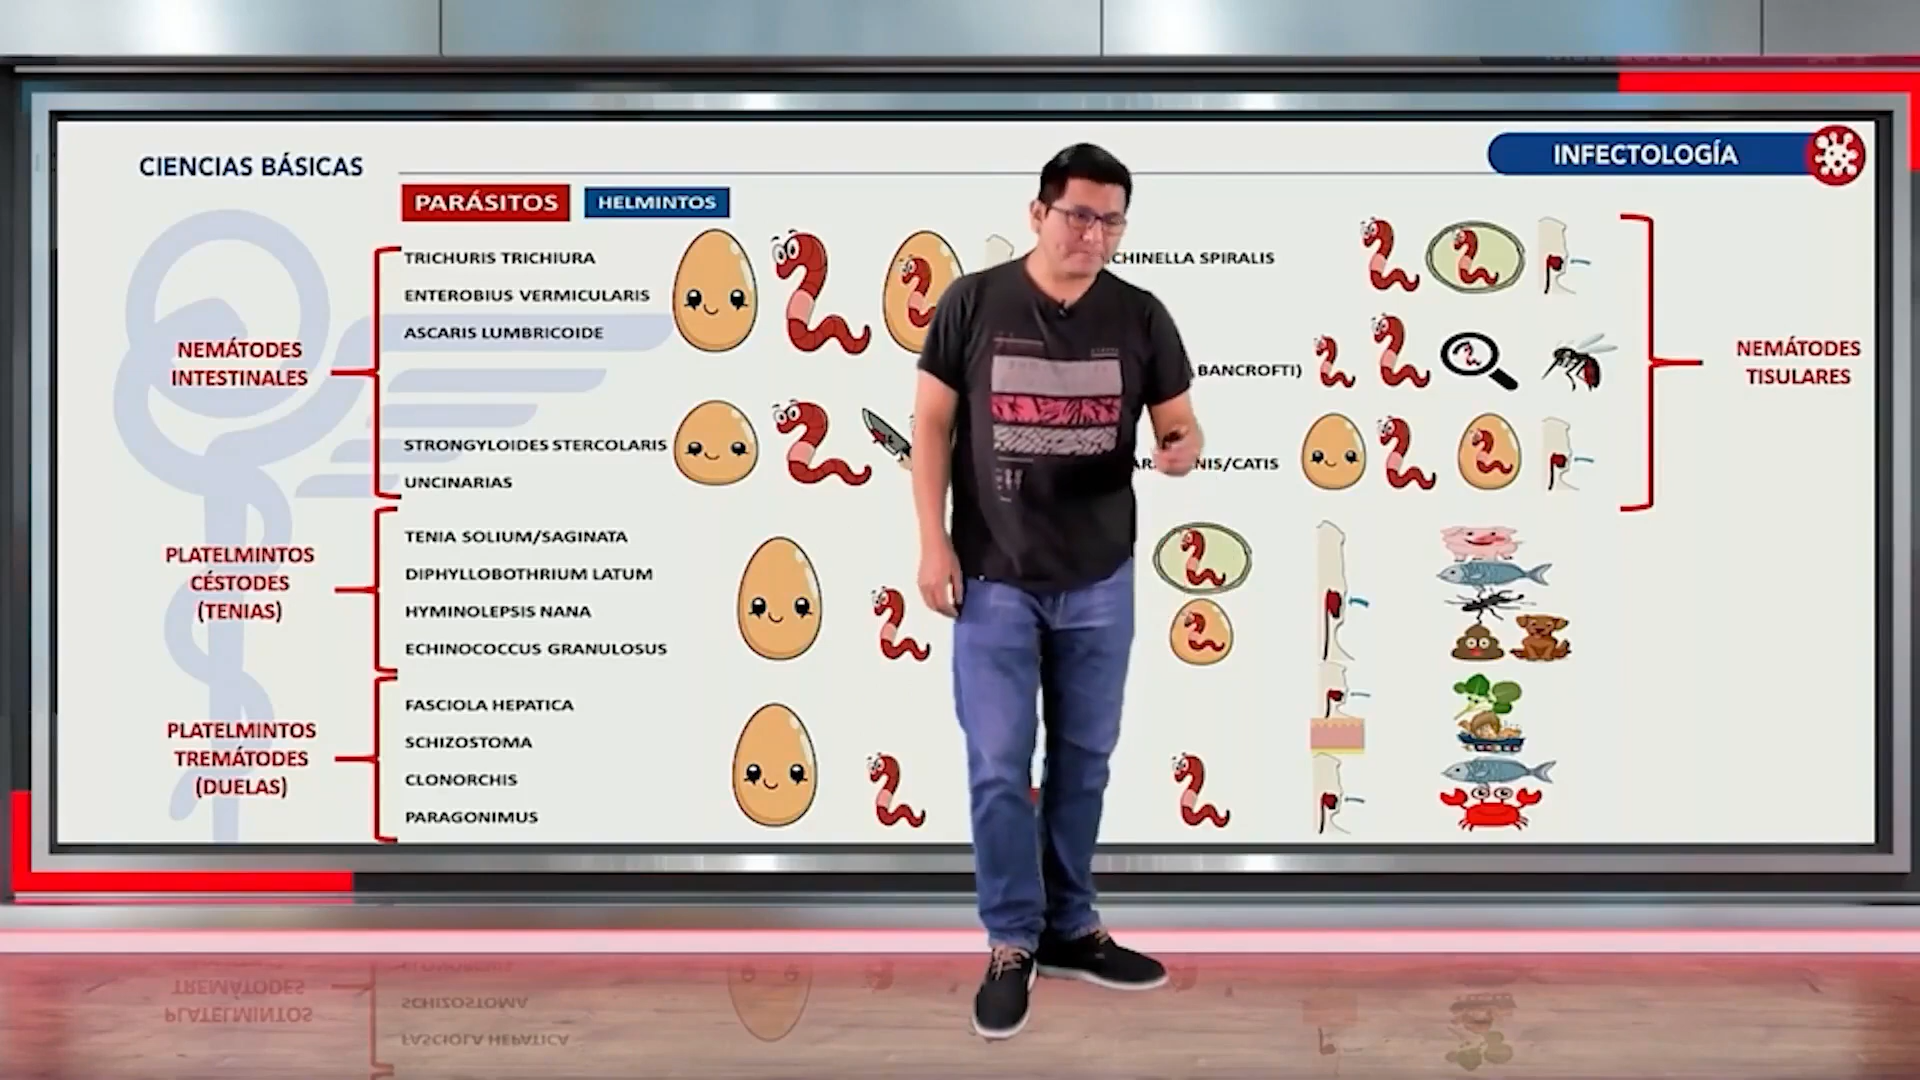 CIENCIAS BÁSICAS
INFECTOLOGÍA
PARÁSITOS
HELMINTOS
NEMÁTODES
INTESTINALES
TRICHURIS TRICHIURA
ENTEROBIUS VERMICULARIS
ASCARIS LUMBRICOIDE
STRONGYLOIDES STERCOLARIS
UNCINARIAS
CHINELLA SPIRALIS
BANCROFTI)
NIS/CATIS
NEMÁTODES
TISULARES
PLATELMINTOS
CÉSTODES
(TENIAS)
TENIA SOLIUM/SAGINATA
DIPHYLLOBOTHRIUM LATUM
HYMINOLEPSIS NANA
ECHINOCOCCUS GRANULOSUS
PLATELMINTOS
TREMÁTODES
(DUELAS)
FASCIOLA HEPATICA
SCHIZOSTOMA
CLONORCHIS
PARAGONIMUS